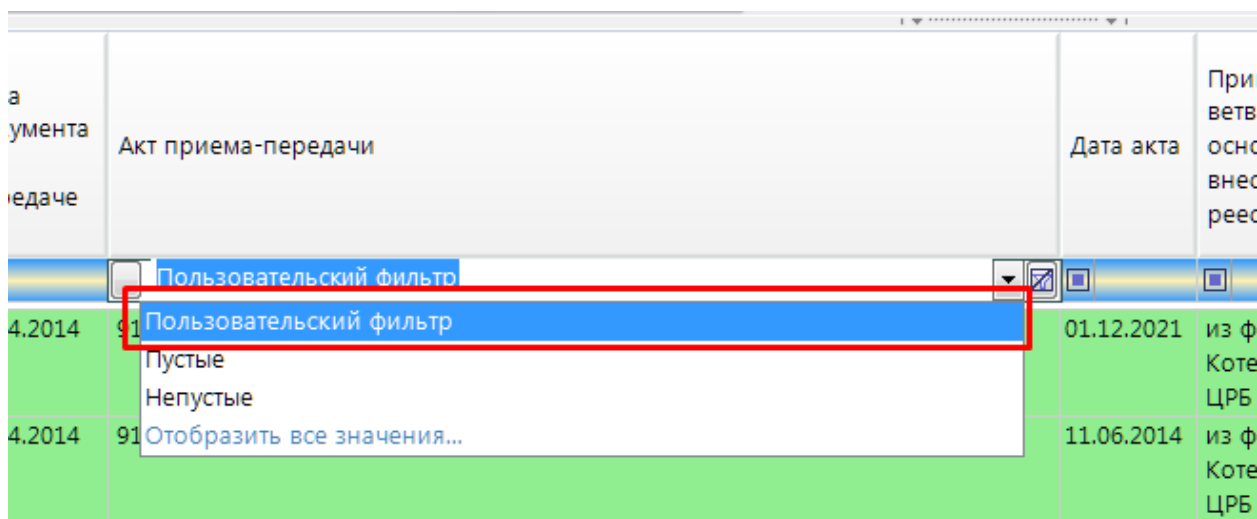 а
умента
едаче
Акт приема-передачи
Дата акта
При
ветв
осно
внес
реес
Пользовательский фильтр
Пользовательский фильтр
Пустые
Непустые
Отобразить все значения...
4.2014
91
01.12.2021
из ф
Коте
ЦРБ
4.2014
91
11.06.2014
из ф
Коте
ЦРБ